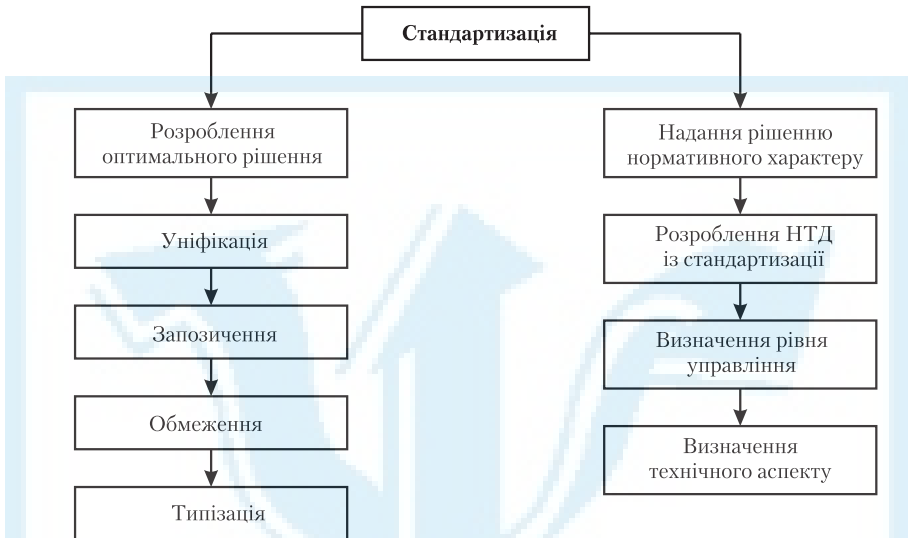 Стандартизація
Розроблення
оптимального рішення
Уніфікація
Запозичення
Обмеження
Типізація
Надання рішенню
нормативного характеру
Розроблення НТД
із стандартизації
Визначення рівня
управління
Визначення
технічного аспекту